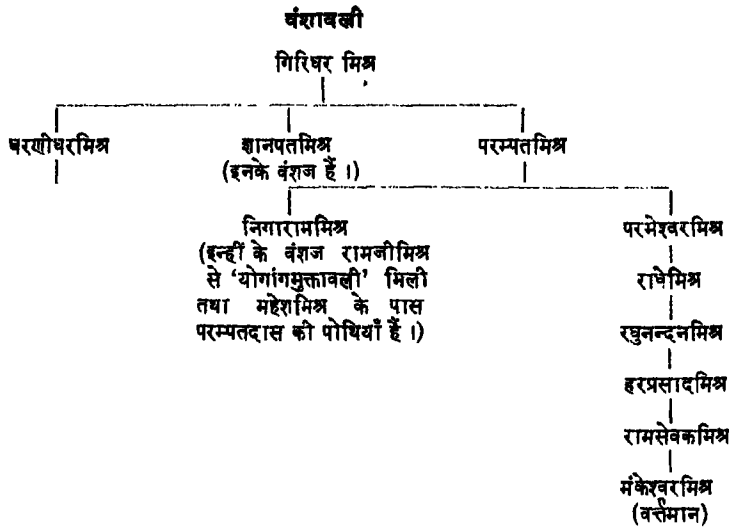 वंशावली
गिरिधर मिश्र
धरणीधरमिश्र ज्ञानपतमिश्र परम्पतमिश्र
(इनके वंशज हैं ।)
निगाराममिश्र परमेश्वरमिश्र
(इन्हीं के वंशज रामजीमिश्र
से ‘योगांगमुक्तावली’ मिली
राधेमिश्र
तथा महेशमिश्र के पास
परम्पतदास की पोथियाँ हैं ।)
रघुनन्दनमिश्र
हरप्रसादमिश्र
रामसेवकमिश्र
मंकेश्वरमिश्र
(वर्त्तमान)